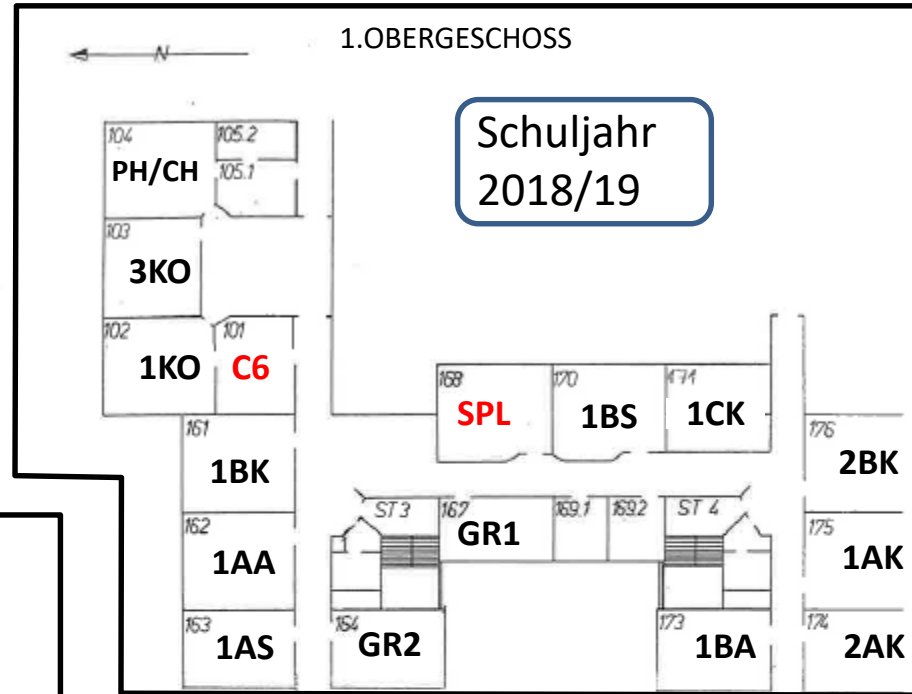 1.OBERGESCHOSS
N
Schuljahr
2018/19
104
PH/CH
105.2
105.1
103
3KO
102
1KO
101
C6
168
SPL
170
1BS
171
1CK
161
1BK
176
2BK
ST 3
167
GR1
169.1
169.2
ST 4
162
1AA
175
1AK
163
1AS
164
GR2
173
1BA
174
2AK